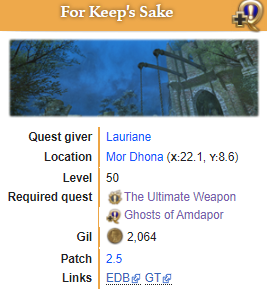 For Keep's Sake
Quest giver Lauriane
Location Mor Dhona (X:22.1, Y:8.6)
Level 50
Required quest The Ultimate Weapon
Ghosts of Amdapor
Gil 2,064
Patch 2.5
Links EDB GT